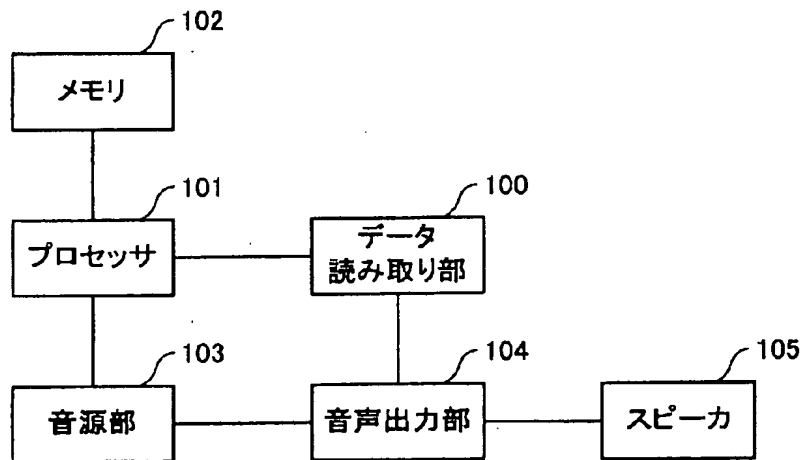 102
メモリ
101
プロセッサ
100
データ
読み取り部
103
音源部
104
音声出力部
105
スピーカ